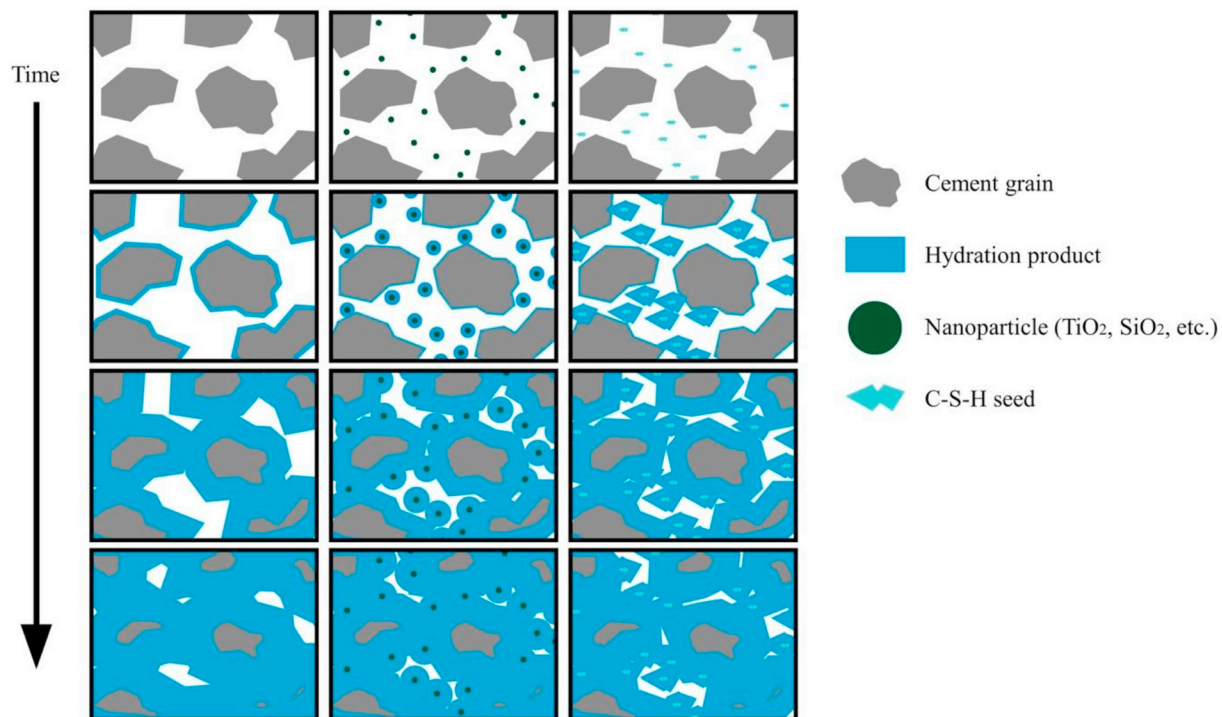 Time
Cement grain
Hydration product
Nanoparticle (TiO₂, SiO₂, etc.)
C-S-H seed